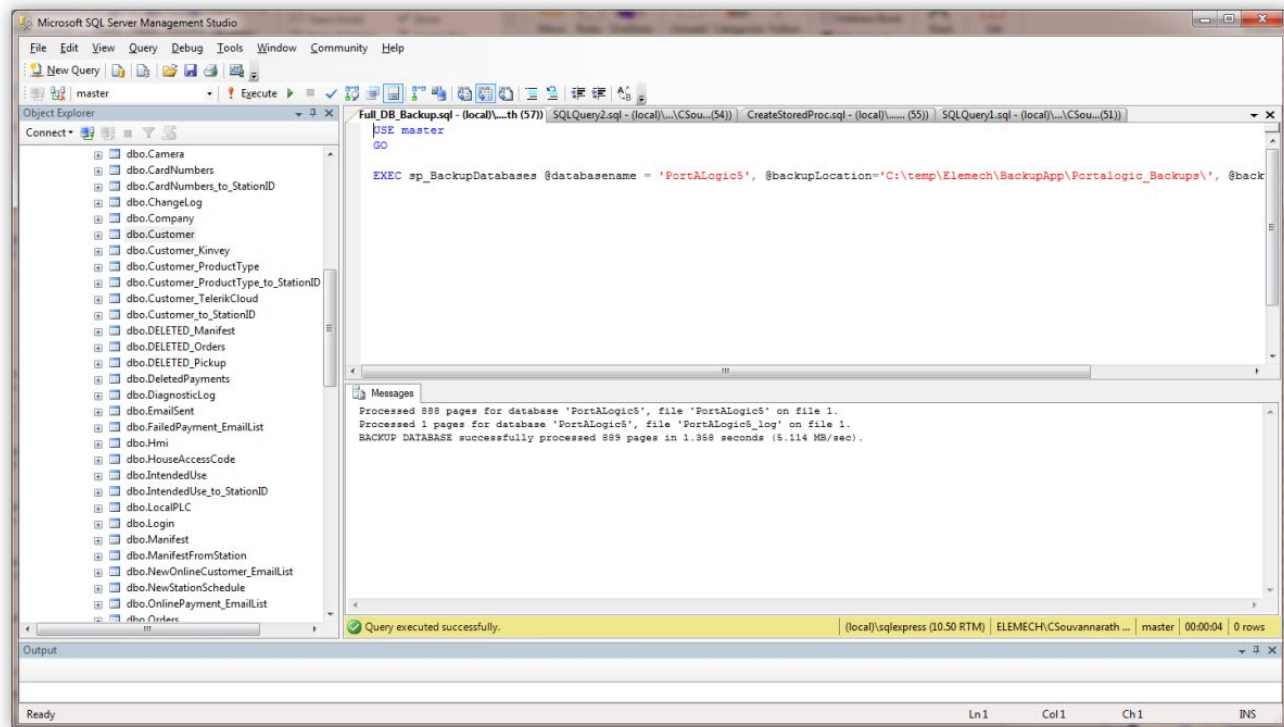 Microsoft SQL Server Management Studio
File Edit View Query Debug Tools Window Community Help
New Query
master Execute
Object Explorer
Full_DB_Backup.sql - (local)\....th (57)) SQLQuery2.sql - (local)\...\CSou...(54)) CreateStoredProc.sql - (local)\....... (55)) SQLQuery1.sql - (local)\...\CSou...(51))
Connect
dbo.Camera
dbo.CardNumbers
dbo.CardNumbers_to_StationID
dbo.ChangeLog
dbo.Company
dbo.Customer
dbo.Customer_Kinvey
dbo.Customer_ProductType
dbo.Customer_ProductType_to_StationID
dbo.Customer_TelerikCloud
dbo.Customer_to_StationID
dbo.DELETED_Manifest
dbo.DELETED_Orders
dbo.DELETED_Pickup
dbo.DeletedPayments
dbo.DiagnosticLog
dbo.EmailSent
dbo.FailedPayment_EmailList
dbo.Hmi
dbo.HouseAccessCode
dbo.IntendedUse
dbo.IntendedUse_to_StationID
dbo.LocalPLC
dbo.Login
dbo.Manifest
dbo.ManifestFromStation
dbo.NewOnlineCustomer_EmailList
dbo.NewStationSchedule
dbo.OnlinePayment_EmailList
dbo.Orders
USE master
GO
EXEC sp_BackupDatabases @databasename = 'PortALogic5', @backupLocation='C:\temp\Elemech\BackupApp\Portalogic_Backups\', @back
Messages
Processed 888 pages for database 'PortALogic5', file 'PortALogic5' on file 1.
Processed 1 pages for database 'PortALogic5', file 'PortALogic5_log' on file 1.
BACKUP DATABASE successfully processed 889 pages in 1.358 seconds (5.114 MB/sec).
Query executed successfully. (local)\sqlexpress (10.50 RTM) ELEMECH\CSouvannarath ... master 00:00:04 0 rows
Output
Ready Ln 1 Col 1 Ch 1 INS